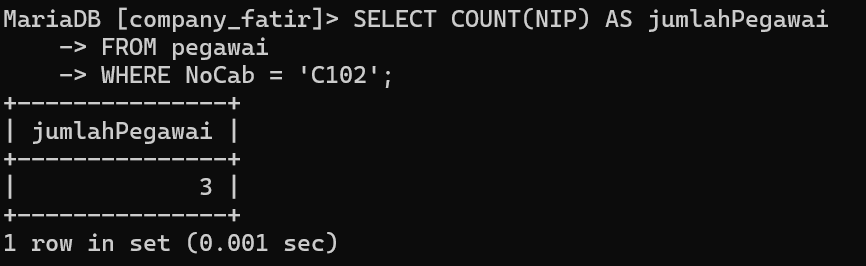 MariaDB [company_fatir]> SELECT COUNT(NIP) AS jumlahPegawai
    -> FROM pegawai
    -> WHERE NoCab = 'C102';
+---------------+
| jumlahPegawai |
+---------------+
|             3 |
+---------------+
1 row in set (0.001 sec)